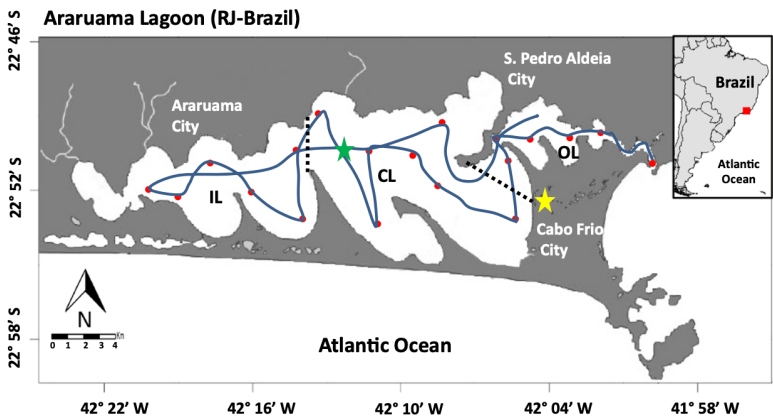 Araruama Lagoon (RJ-Brazil)
22° 46' S
22° 52' S
22° 58' S
Araruama
City
S. Pedro Aldeia
City
Brazil
Atlantic
Ocean
OL
CL
IL
Cabo Frio
City
N
0 1 2 3 4 Km
Atlantic Ocean
42° 22' W
42° 16' W
42° 10' W
42° 04' W
41° 58' W